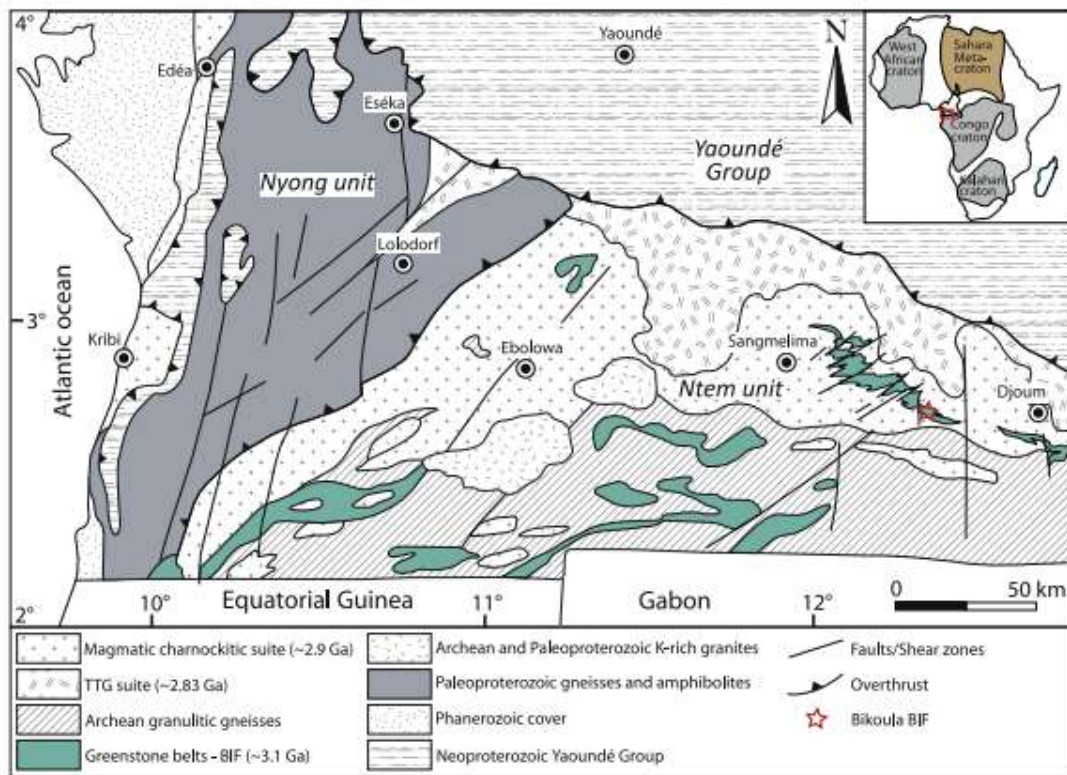 4°
Yaoundé
N
West
African
craton
Sahara
Meta-
craton
Edéa
Eséka
Congo
craton
Kalahari
craton
Yaoundé
Group
Nyong unit
Lolodorf
Atlantic ocean
3°
Kribi
Ebolowa
Sangmelima
Ntem unit
Djoum
0 50 km
Equatorial Guinea
Gabon
2°
10°
11°
12°
Magmatic charnockitic suite (~2.9 Ga)
TTG suite (~2.83 Ga)
Archean granulitic gneisses
Greenstone belts - BIF (~3.1 Ga)
Archean and Paleoproterozoic K-rich granites
Paleoproterozoic gneisses and amphibolites
Phanerozoic cover
Neoproterozoic Yaoundé Group
Faults/Shear zones
Overthrust
Bikoula BIF